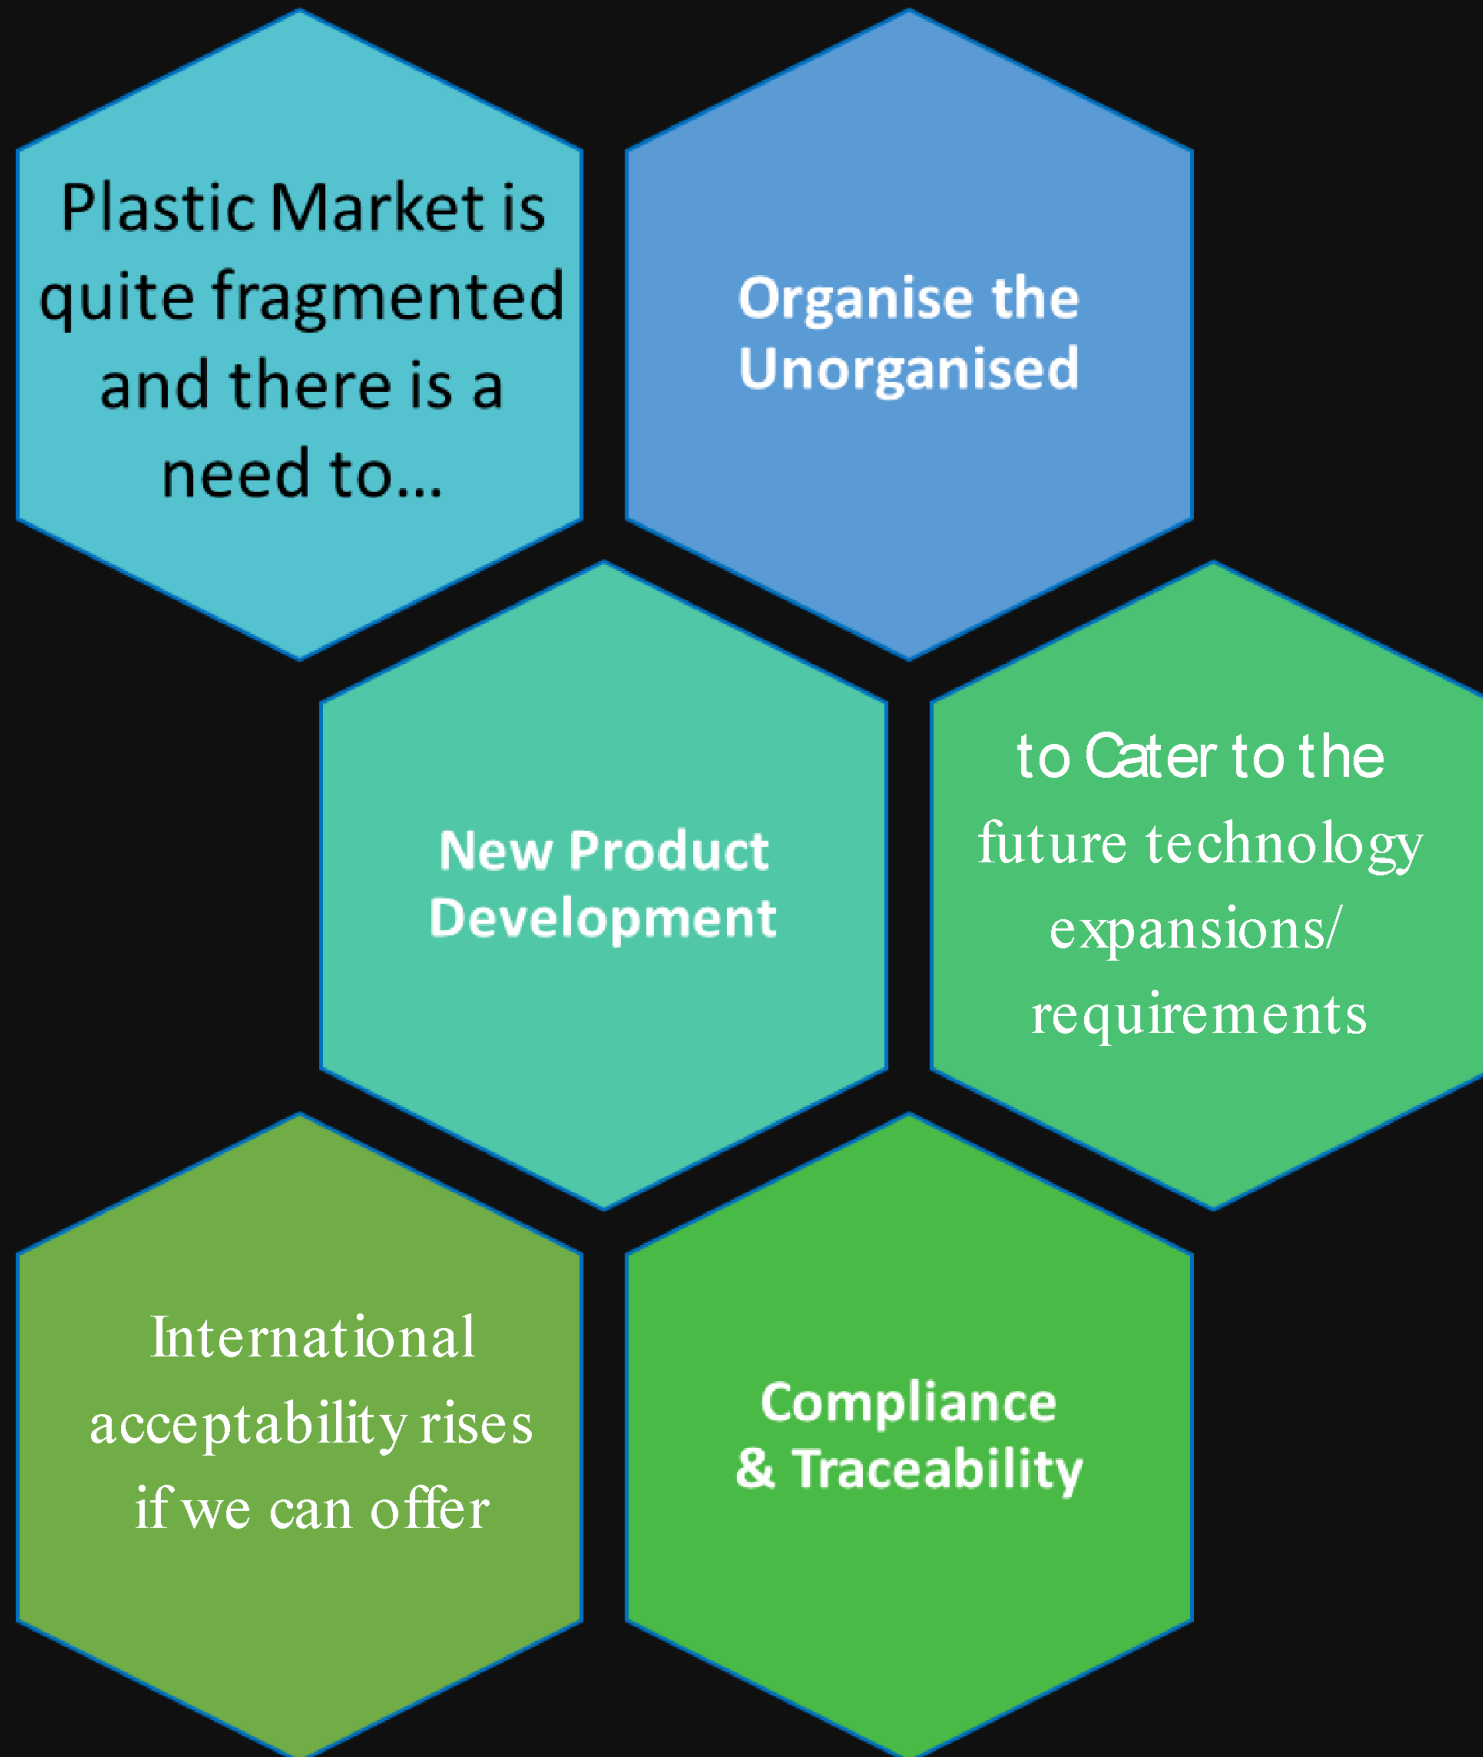 Plastic Market is
quite fragmented
and there is a
need to...
Organise the
Unorganised
New Product
Development
to Cater to the
future technology
expansions/
requirements
International
acceptability rises
if we can offer
Compliance
& Traceability